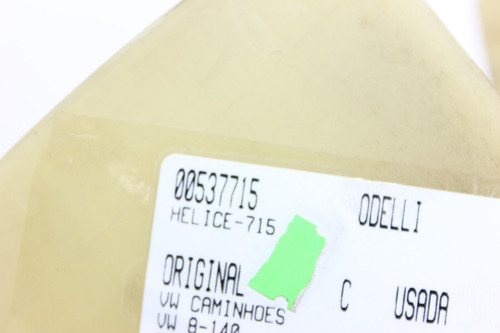 00537715 ODELLI
HELICE-715
ORIGINAL C USADA
VW CAMINHOES
VW 8-140